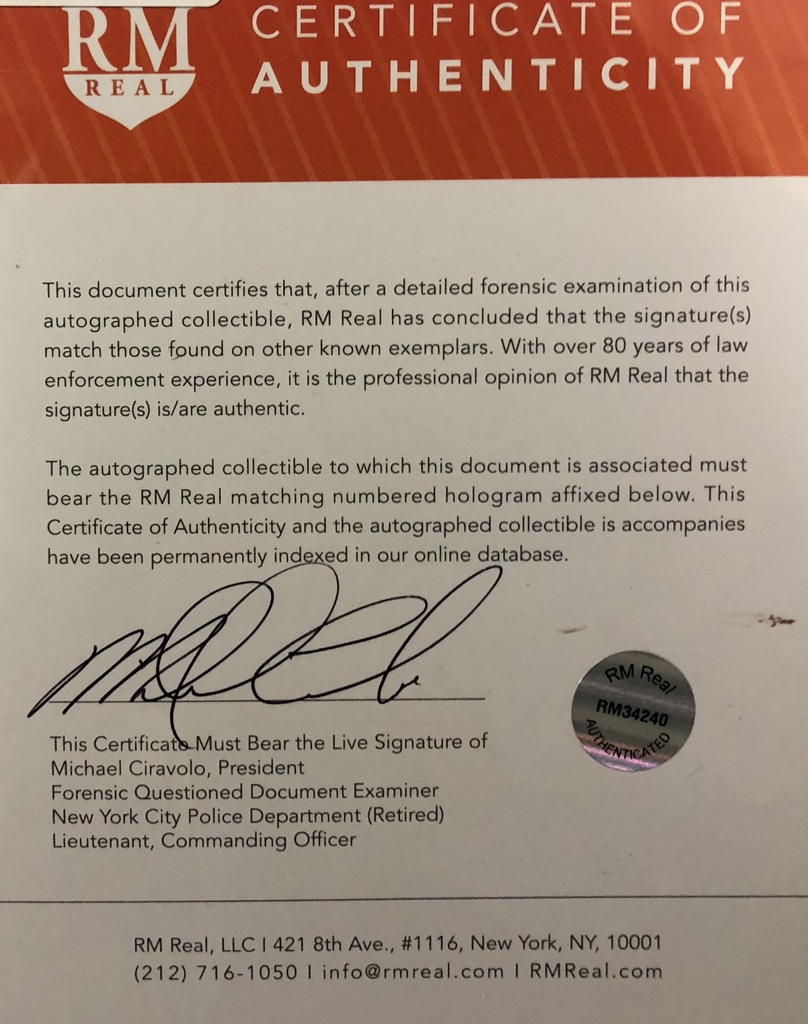 RM
REAL
CERTIFICATE OF
AUTHENTICITY
This document certifies that, after a detailed forensic examination of this
autographed collectible, RM Real has concluded that the signature(s)
match those found on other known exemplars. With over 80 years of law
enforcement experience, it is the professional opinion of RM Real that the
signature(s) is/are authentic.
The autographed collectible to which this document is associated must
bear the RM Real matching numbered hologram affixed below. This
Certificate of Authenticity and the autographed collectible is accompanies
have been permanently indexed in our online database.
RM Real
RM34240
AUTHENTICATED
This Certificate Must Bear the Live Signature of
Michael Ciravolo, President
Forensic Questioned Document Examiner
New York City Police Department (Retired)
Lieutenant, Commanding Officer
RM Real, LLC I 421 8th Ave., #1116, New York, NY, 10001
(212) 716-1050 I info@rmreal.com I RMReal.com